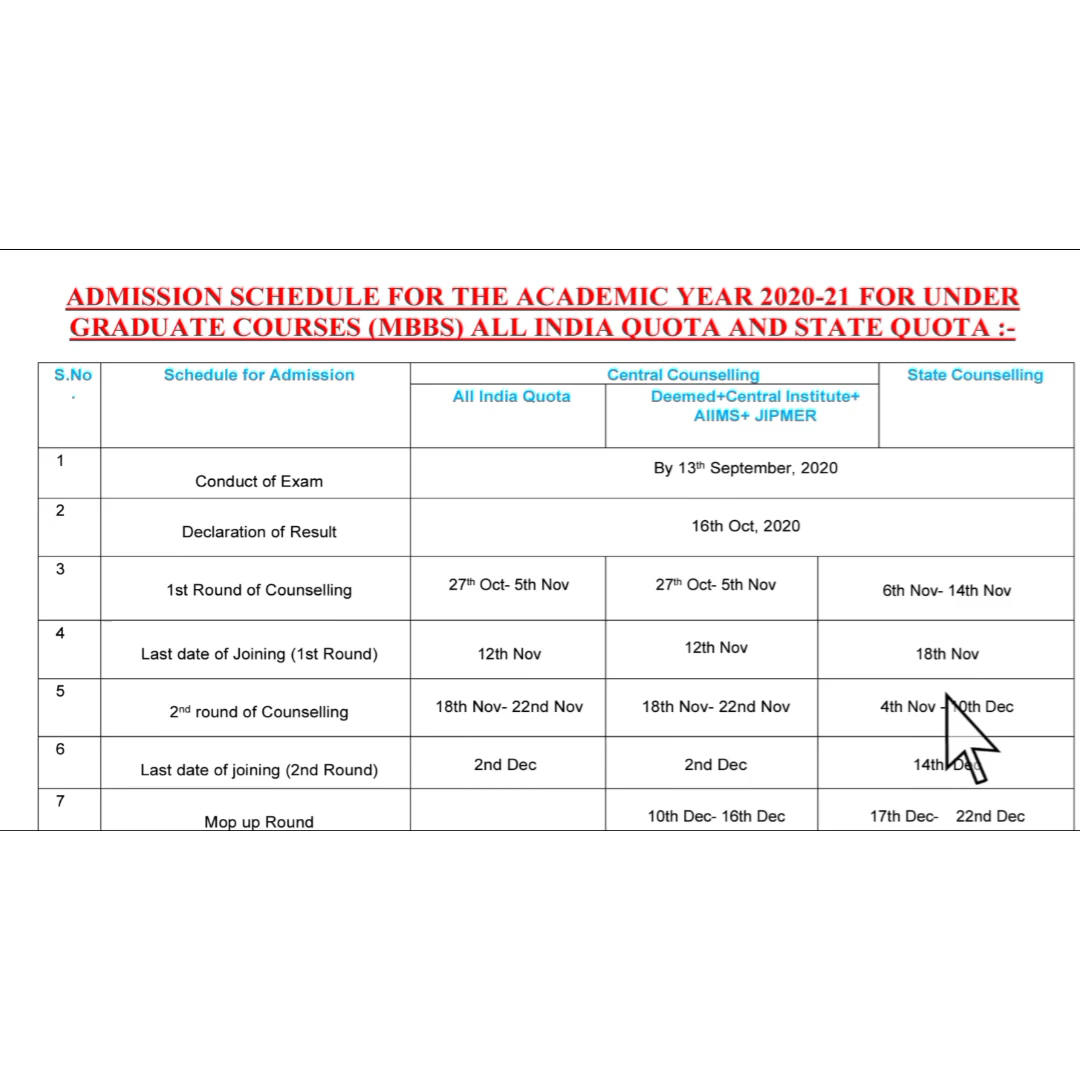 ADMISSION SCHEDULE FOR THE ACADEMIC YEAR 2020-21 FOR UNDER
GRADUATE COURSES (MBBS) ALL INDIA QUOTA AND STATE QUOTA :-
S.No
.
Schedule for Admission
Central Counselling
State Counselling
All India Quota
Deemed+Central Institute+
AIIMS+ JIPMER
1
Conduct of Exam
By 13th September, 2020
2
Declaration of Result
16th Oct, 2020
3
1st Round of Counselling
27th Oct- 5th Nov
27th Oct- 5th Nov
6th Nov- 14th Nov
4
Last date of Joining (1st Round)
12th Nov
12th Nov
18th Nov
5
2nd round of Counselling
18th Nov- 22nd Nov
18th Nov- 22nd Nov
4th Nov - 10th Dec
6
Last date of joining (2nd Round)
2nd Dec
2nd Dec
14th Dec
7
Mop up Round
10th Dec- 16th Dec
17th Dec- 22nd Dec